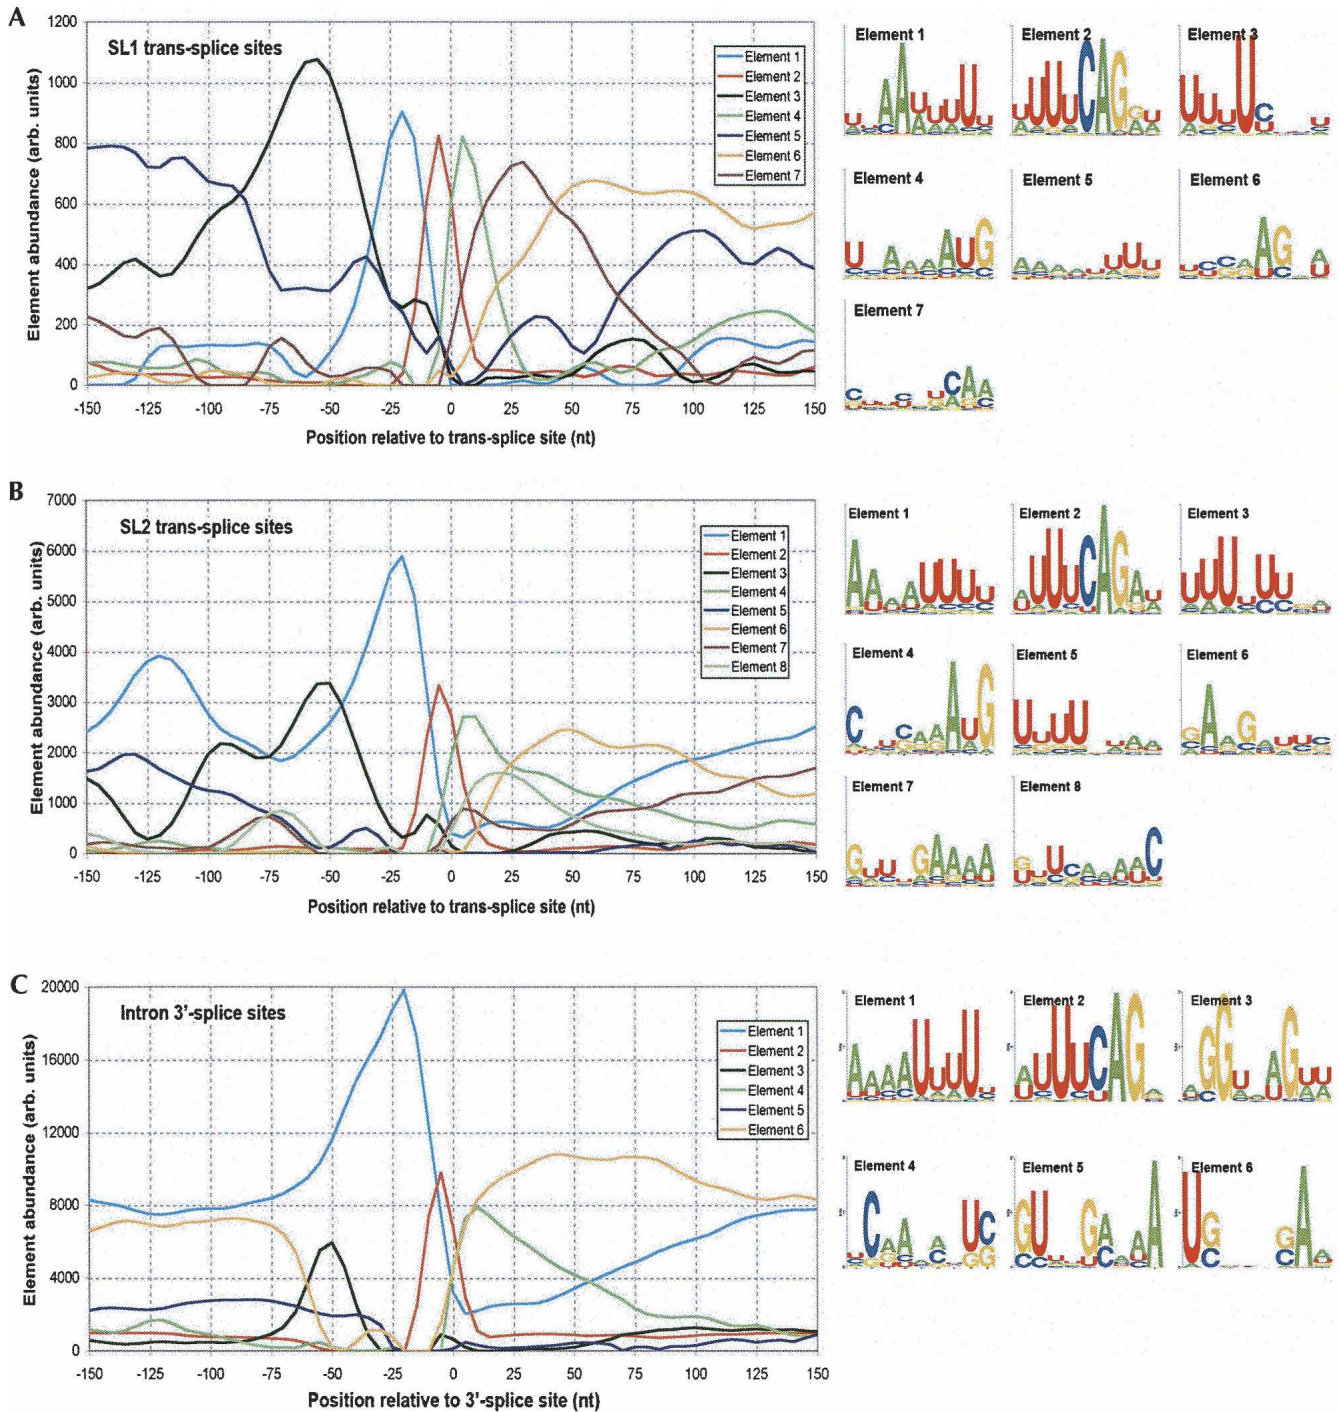 A
SL1 trans-splice sites
Element abundance (arb. units)
1200
1000
800
600
400
200
0
-150 -125 -100 -75 -50 -25 0 25 50 75 100 125 150
Position relative to trans-splice site (nt)
Element 1
Element 2
Element 3
Element 4
Element 5
Element 6
Element 7
Element 1 Element 2 Element 3
Element 4 Element 5 Element 6
Element 7
B
SL2 trans-splice sites
Element abundance (arb. units)
7000
6000
5000
4000
3000
2000
1000
0
-150 -125 -100 -75 -50 -25 0 25 50 75 100 125 150
Position relative to trans-splice site (nt)
Element 1
Element 2
Element 3
Element 4
Element 5
Element 6
Element 7
Element 8
Element 1 Element 2 Element 3
Element 4 Element 5 Element 6
Element 7 Element 8
C
Intron 3'-splice sites
Element abundance (arb. units)
20000
16000
12000
8000
4000
0
-150 -125 -100 -75 -50 -25 0 25 50 75 100 125 150
Position relative to 3'-splice site (nt)
Element 1
Element 2
Element 3
Element 4
Element 5
Element 6
Element 1 Element 2 Element 3
Element 4 Element 5 Element 6